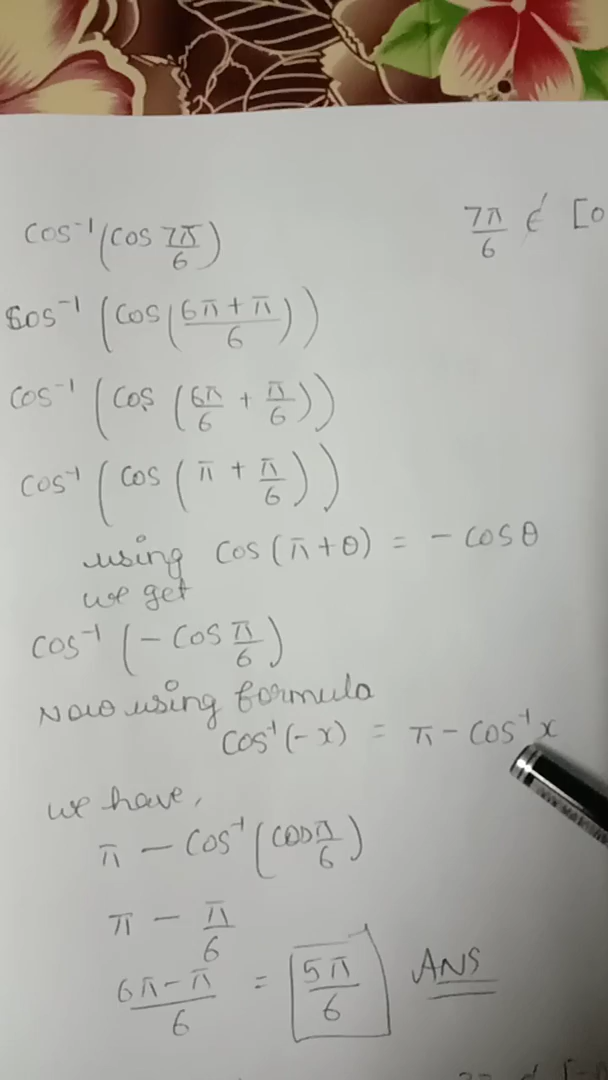 cos⁻¹(cos 7π/6) 7π/6 ∉ [0
cos⁻¹(cos((6π+π)/6))
cos⁻¹(cos(6π/6 + π/6))
cos⁻¹(cos(π + π/6))
using cos(π+θ) = - cosθ
we get
cos⁻¹(- cos π/6)
Now using formula
cos⁻¹(-x) = π - cos⁻¹x
we have,
π - cos⁻¹(cos π/6)
π - π/6
(6π-π)/6 = 5π/6 ANS